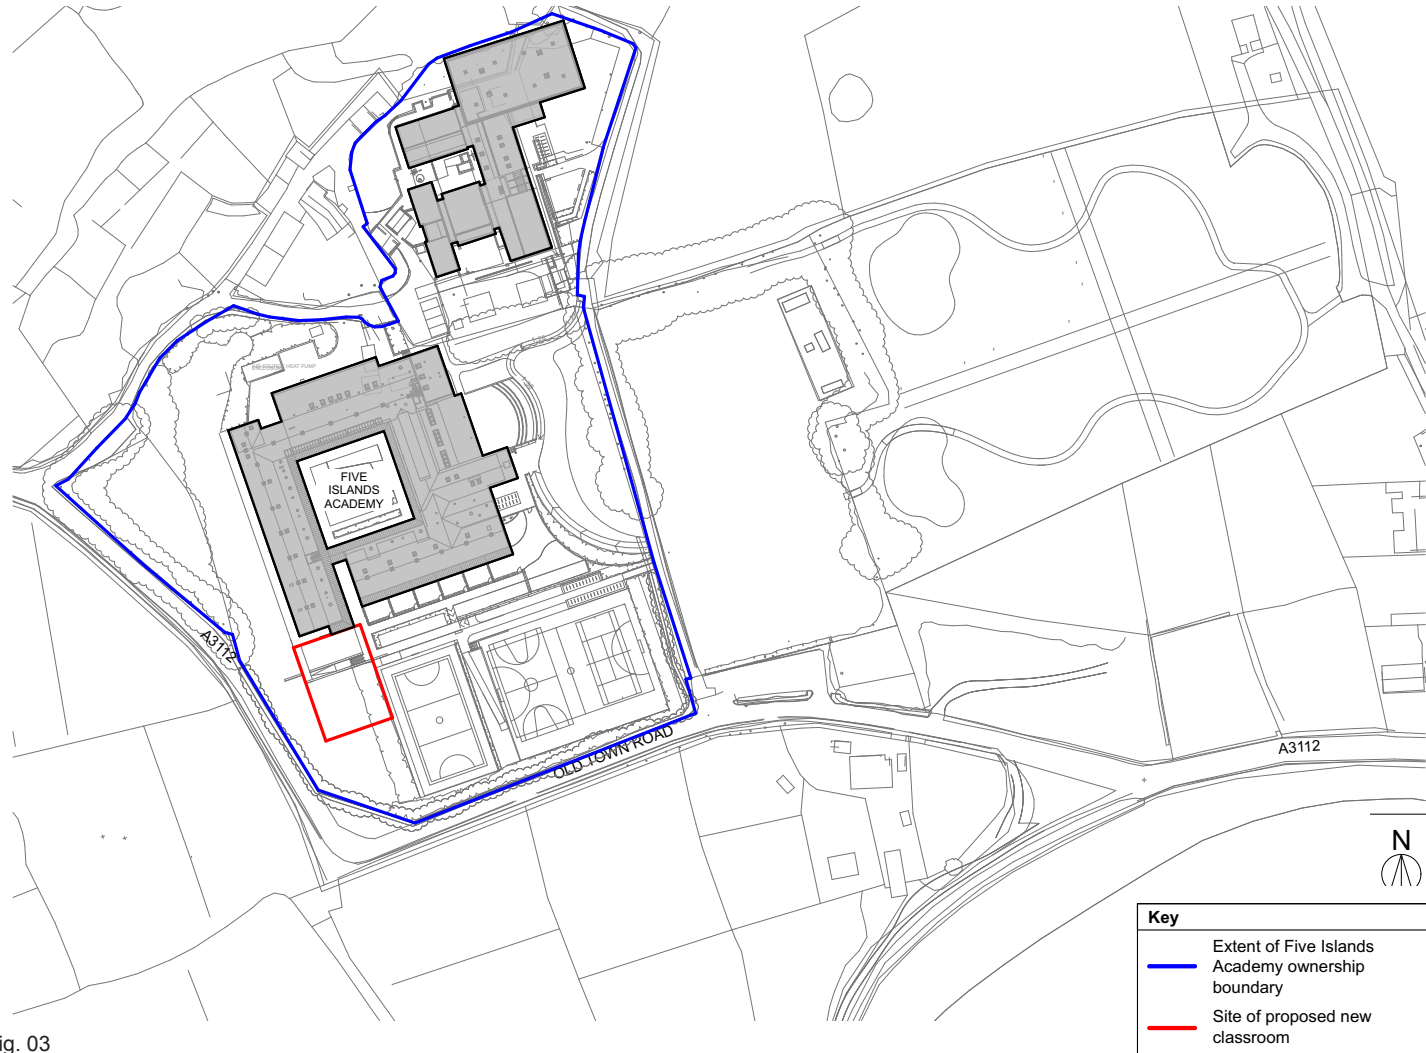 FIVE
ISLANDS
ACADEMY
HEAT PUMP
A3112
OLD TOWN ROAD
A3112
N
Key
Extent of Five Islands
Academy ownership
boundary
Site of proposed new
classroom
ig. 03